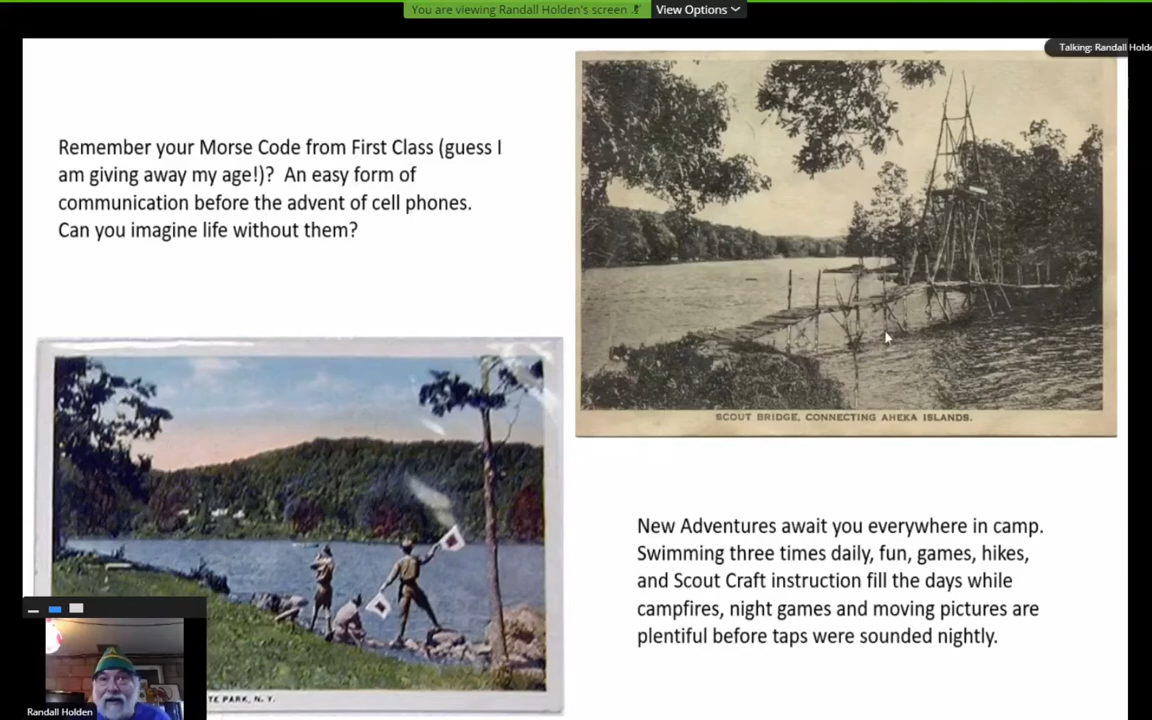 You are viewing Randall Holden's screen
View Options
Talking: Randall Holde
Remember your Morse Code from First Class (guess I
am giving away my age!)?  An easy form of
communication before the advent of cell phones.
Can you imagine life without them?
SCOUT BRIDGE, CONNECTING AHEKA ISLANDS.
New Adventures await you everywhere in camp.
Swimming three times daily, fun, games, hikes,
and Scout Craft instruction fill the days while
campfires, night games and moving pictures are
plentiful before taps were sounded nightly.
TE PARK, N. Y.
Randall Holden